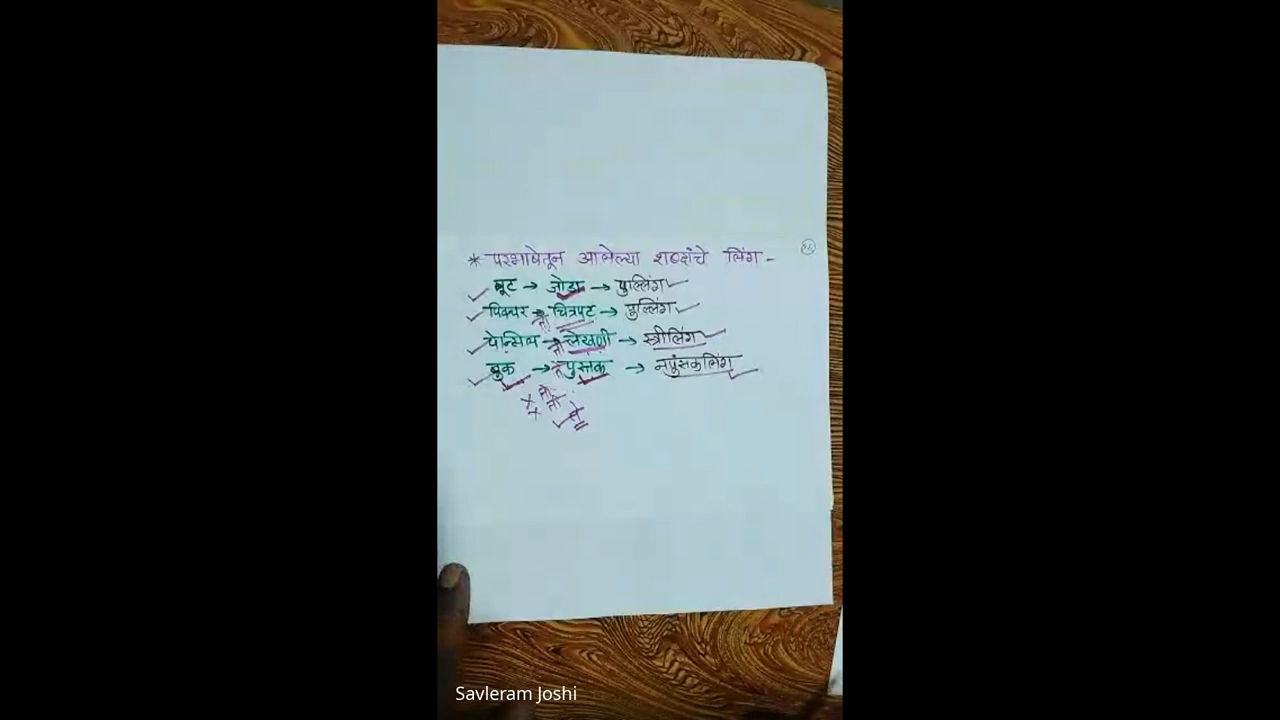 * परभाषेतून आलेल्या शब्दांचे लिंग -
बूट → जोडा → पुल्लिंग
पिक्चर → चित्रपट → पुल्लिंग
तो
पेन्सिल → लेखणी → स्त्रीलिंग
ती
बुक → ते पुस्तक → नपुंसकलिंग
तो
ती
ते
Savleram Joshi